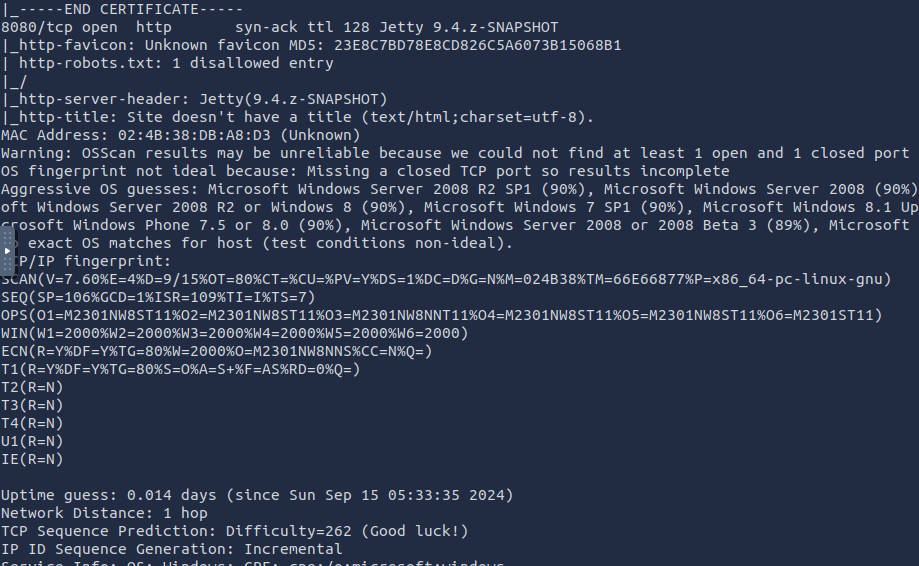 |_-----END CERTIFICATE-----
8080/tcp open  http       syn-ack ttl 128 Jetty 9.4.z-SNAPSHOT
|_http-favicon: Unknown favicon MD5: 23E8C7BD78E8CD826C5A6073B15068B1
| http-robots.txt: 1 disallowed entry
|_/
|_http-server-header: Jetty(9.4.z-SNAPSHOT)
|_http-title: Site doesn't have a title (text/html;charset=utf-8).
MAC Address: 02:4B:38:DB:A8:D3 (Unknown)
Warning: OSScan results may be unreliable because we could not find at least 1 open and 1 closed port
OS fingerprint not ideal because: Missing a closed TCP port so results incomplete
Aggressive OS guesses: Microsoft Windows Server 2008 R2 SP1 (90%), Microsoft Windows Server 2008 (90%)
oft Windows Server 2008 R2 or Windows 8 (90%), Microsoft Windows 7 SP1 (90%), Microsoft Windows 8.1 Up
crosoft Windows Phone 7.5 or 8.0 (90%), Microsoft Windows Server 2008 or 2008 Beta 3 (89%), Microsoft
exact OS matches for host (test conditions non-ideal).
CP/IP fingerprint:
SCAN(V=7.60%E=4%D=9/15%OT=80%CT=%CU=%PV=Y%DS=1%DC=D%G=N%M=024B38%TM=66E66877%P=x86_64-pc-linux-gnu)
SEQ(SP=106%GCD=1%ISR=109%TI=I%TS=7)
OPS(O1=M2301NW8ST11%O2=M2301NW8ST11%O3=M2301NW8NNT11%O4=M2301NW8ST11%O5=M2301NW8ST11%O6=M2301ST11)
WIN(W1=2000%W2=2000%W3=2000%W4=2000%W5=2000%W6=2000)
ECN(R=Y%DF=Y%TG=80%W=2000%O=M2301NW8NNS%CC=N%Q=)
T1(R=Y%DF=Y%TG=80%S=O%A=S+%F=AS%RD=0%Q=)
T2(R=N)
T3(R=N)
T4(R=N)
U1(R=N)
IE(R=N)
Uptime guess: 0.014 days (since Sun Sep 15 05:33:35 2024)
Network Distance: 1 hop
TCP Sequence Prediction: Difficulty=262 (Good luck!)
IP ID Sequence Generation: Incremental
Service Info: OS: Windows; CPE: cpe:/o:microsoft:windows